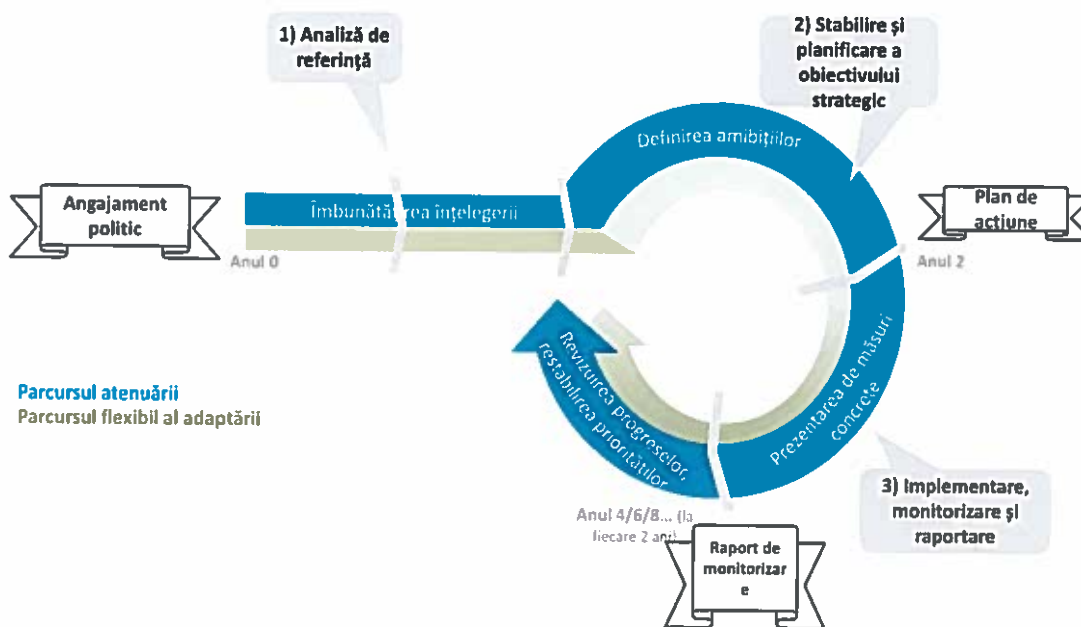 1) Analiză de
referință
2) Stabilire și
planificare a
obiectivului
strategic
Definirea ambițiilor
Angajament
politic
Îmbunătățirea înțelegerii
Plan de
acțiune
Anul 0
Anul 2
Revizuirea progreselor,
restabilirea priorităților
Prezentarea de măsuri
concrete
Parcursul atenuării
Parcursul flexibil al adaptării
3) Implementare,
monitorizare și
raportare
Anul 4/6/8... (la
fiecare 2 ani)
Raport de
monitorizar
e